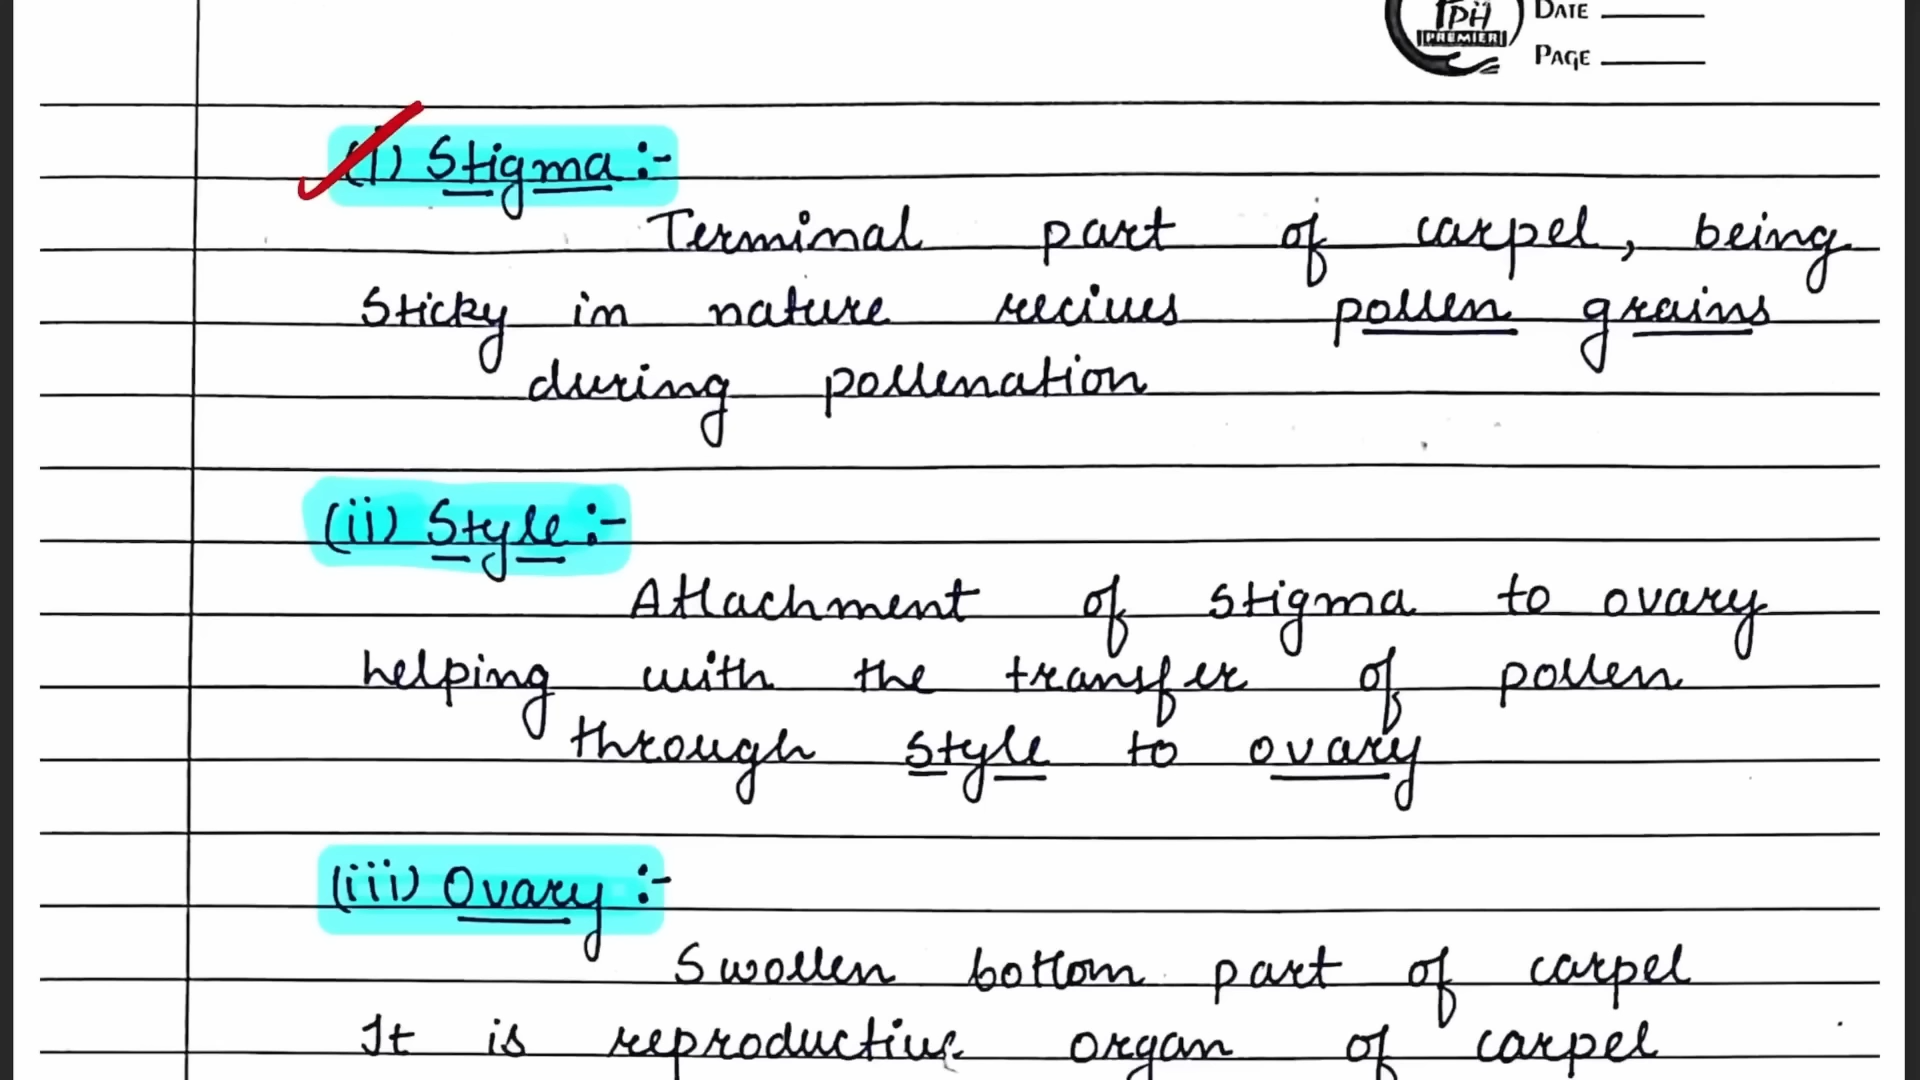 TPH
DATE
PREMIER
PAGE
(i) Stigma :-
Terminal part of carpel, being
sticky in nature recives pollen grains
during pollenation
(ii) Style :-
Attachment of stigma to ovary
helping with the transfer of pollen
through style to ovary
(iii) Ovary :-
Swollen bottom part of carpel
It is reproductive organ of carpel